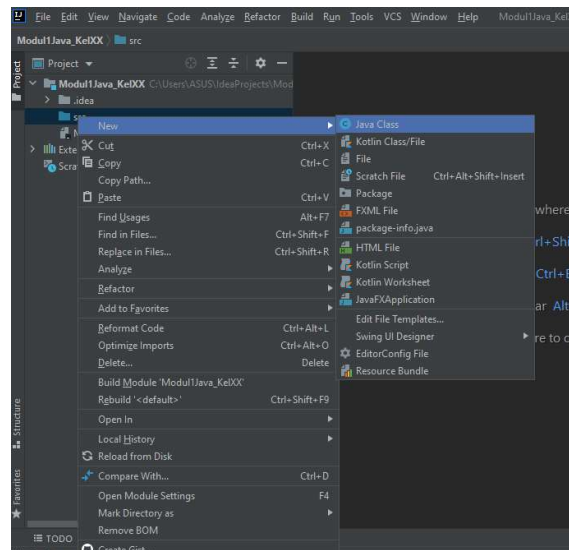 File Edit View Navigate Code Analyze Refactor Build Run Tools VCS Window Help Modul1Java_Kel
Modul1Java_KelXX src
Project
Project
Modul1Java_KelXX C:\Users\ASUS\IdeaProjects\Mod
.idea
New
Java Class
Cut Ctrl+X
Kotlin Class/File
Copy Ctrl+C
File
Copy Path...
Scratch File Ctrl+Alt+Shift+Insert
Paste Ctrl+V
Package
FXML File
Find Usages Alt+F7
package-info.java
Find in Files... Ctrl+Shift+F
HTML File
Replace in Files... Ctrl+Shift+R
Kotlin Script
Analyze
Kotlin Worksheet
Refactor
JavaFXApplication
Add to Favorites
Edit File Templates...
Reformat Code Ctrl+Alt+L
Swing UI Designer
Optimize Imports Ctrl+Alt+O
EditorConfig File
Delete... Delete
Resource Bundle
Build Module 'Modul1Java_KelXX'
Rebuild '<default>' Ctrl+Shift+F9
Open In
Local History
Reload from Disk
Compare With... Ctrl+D
Open Module Settings F4
Mark Directory as
Remove BOM
Create Gist
Structure
Favorites
TODO
where
Ctrl+E
ar Alt
re to